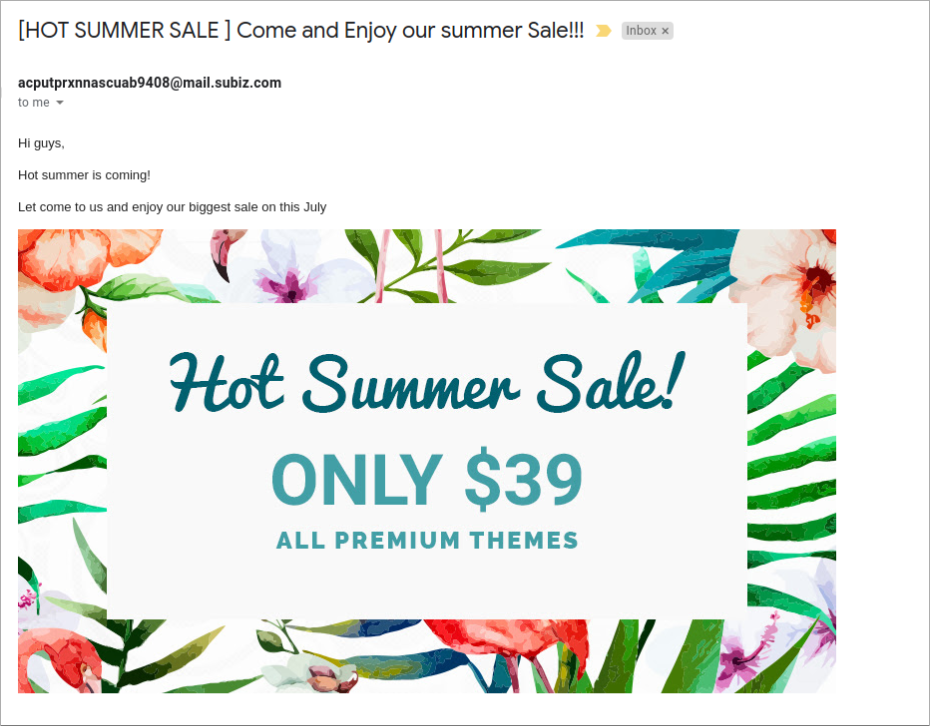 [HOT SUMMER SALE ] Come and Enjoy our summer Sale!!! Inbox ×
acputprxnnascuab9408@mail.subiz.com
to me
Hi guys,
Hot summer is coming!
Let come to us and enjoy our biggest sale on this July
Hot Summer Sale!
ONLY $39
ALL PREMIUM THEMES